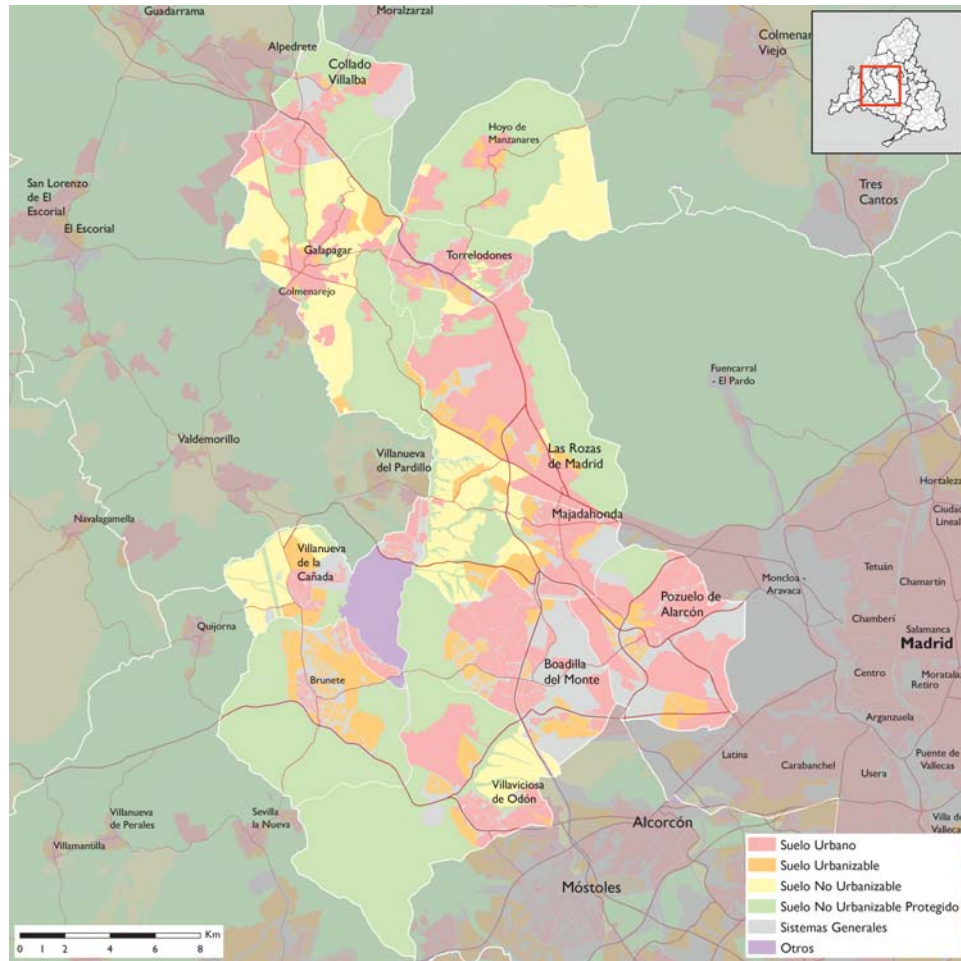 Guadarrama
Moralzarzal
Alpedrete
Collado
Villalba
Colmenar
Viejo
Hoyo de
Manzanares
San Lorenzo
de El
Escorial
El Escorial
Tres
Cantos
Galapagar
Torrelodones
Colmenarejo
Fuencarral
- El Pardo
Valdemorillo
Villanueva
del Pardillo
Las Rozas
de Madrid
Hortaleza
Navalagamella
Majadahonda
Ciudad
Lineal
Villanueva
de la
Cañada
Tetuán
Moncloa -
Aravaca
Chamartín
Pozuelo de
Alarcón
Quijorna
Chamberí
Salamanca
Madrid
Boadilla
del Monte
Centro
Moratalaz
Retiro
Brunete
Arganzuela
Latina
Carabanchel
Usera
Puente de
Vallecas
Villaviciosa
de Odón
Villanueva
de Perales
Sevilla
la Nueva
Villamantilla
Alcorcón
Villa de
Vallecas
Móstoles
Suelo Urbano
Suelo Urbanizable
Suelo No Urbanizable
Suelo No Urbanizable Protegido
Sistemas Generales
Otros
Km
0 1 2 4 6 8